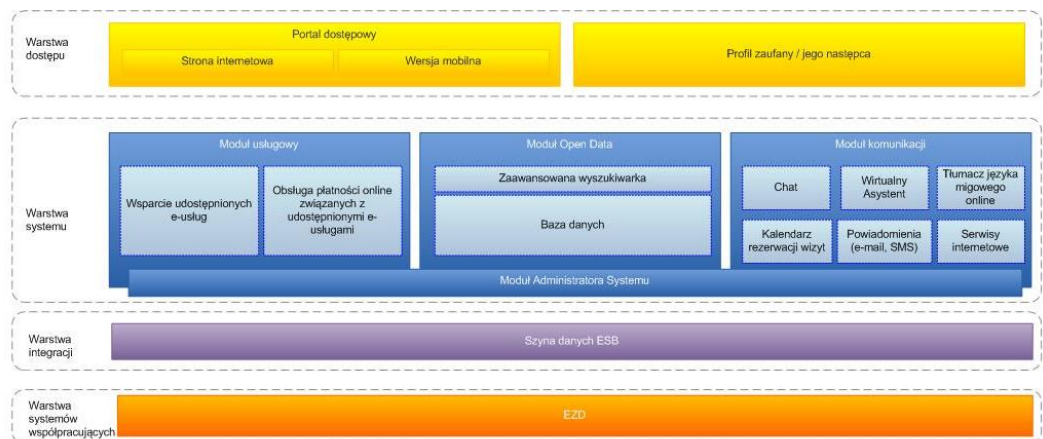 Warstwa
dostępu
Portal dostępowy
Strona internetowa
Wersja mobilna
Profil zaufany / jego następca
Warstwa
systemu
Moduł usługowy
Wsparcie udostępnionych
e-usług
Obsługa płatności online
związanych z
udostępnionymi e-
usługami
Moduł Open Data
Zaawansowana wyszukiwarka
Baza danych
Moduł komunikacji
Chat
Wirtualny
Asystent
Tłumacz języka
migowego
online
Kalendarz
rezerwacji wizyt
Powiadomienia
(e-mail, SMS)
Serwisy
internetowe
Moduł Administratora Systemu
Warstwa
integracji
Szyna danych ESB
Warstwa
systemów
współpracujących
EZD